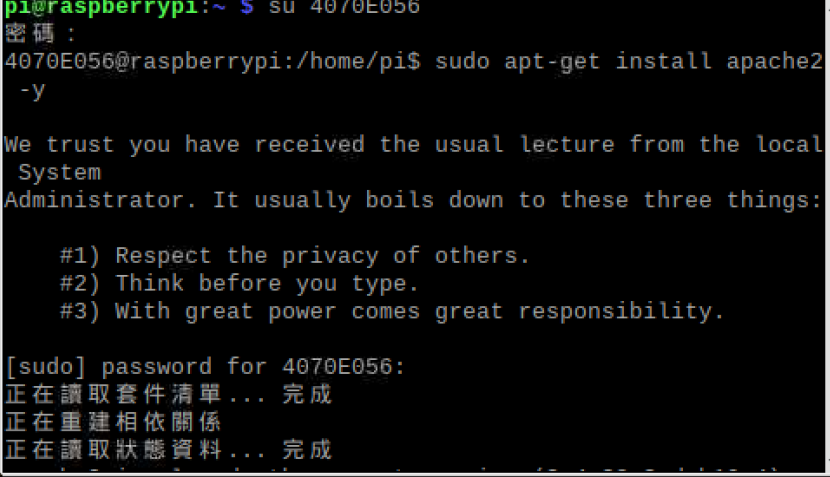 pi@raspberrypi:~ $ su 4070E056
密碼：
4070E056@raspberrypi:/home/pi$ sudo apt-get install apache2
-y
We trust you have received the usual lecture from the local
System
Administrator. It usually boils down to these three things:
#1) Respect the privacy of others.
#2) Think before you type.
#3) With great power comes great responsibility.
[sudo] password for 4070E056:
正在讀取套件清單... 完成
正在重建相依關係
正在讀取狀態資料... 完成